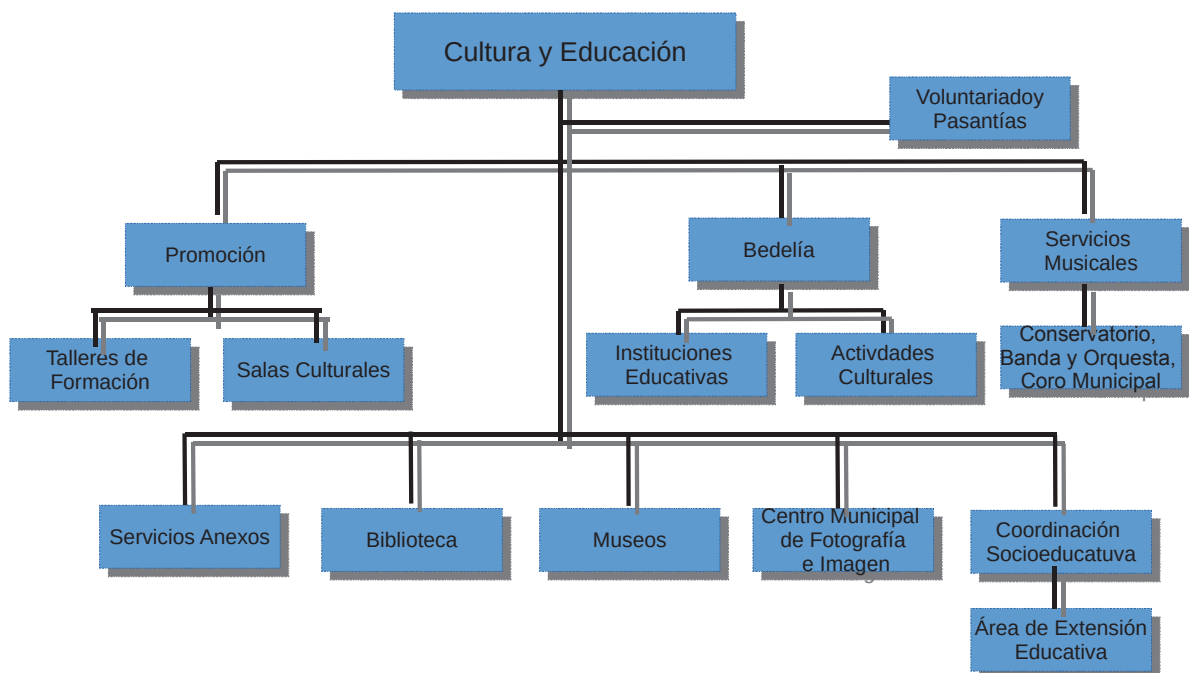 Cultura y Educación
Voluntariadoy
Pasantías
Promoción
Bedelía
Servicios
Musicales
Talleres de
Formación
Salas Culturales
Instituciones
Educativas
Activdades
Culturales
Conservatorio,
Banda y Orquesta,
Coro Municipal
Servicios Anexos
Biblioteca
Museos
Centro Municipal
de Fotografía
e Imagen
Coordinación
Socioeducatuva
Área de Extensión
Educativa